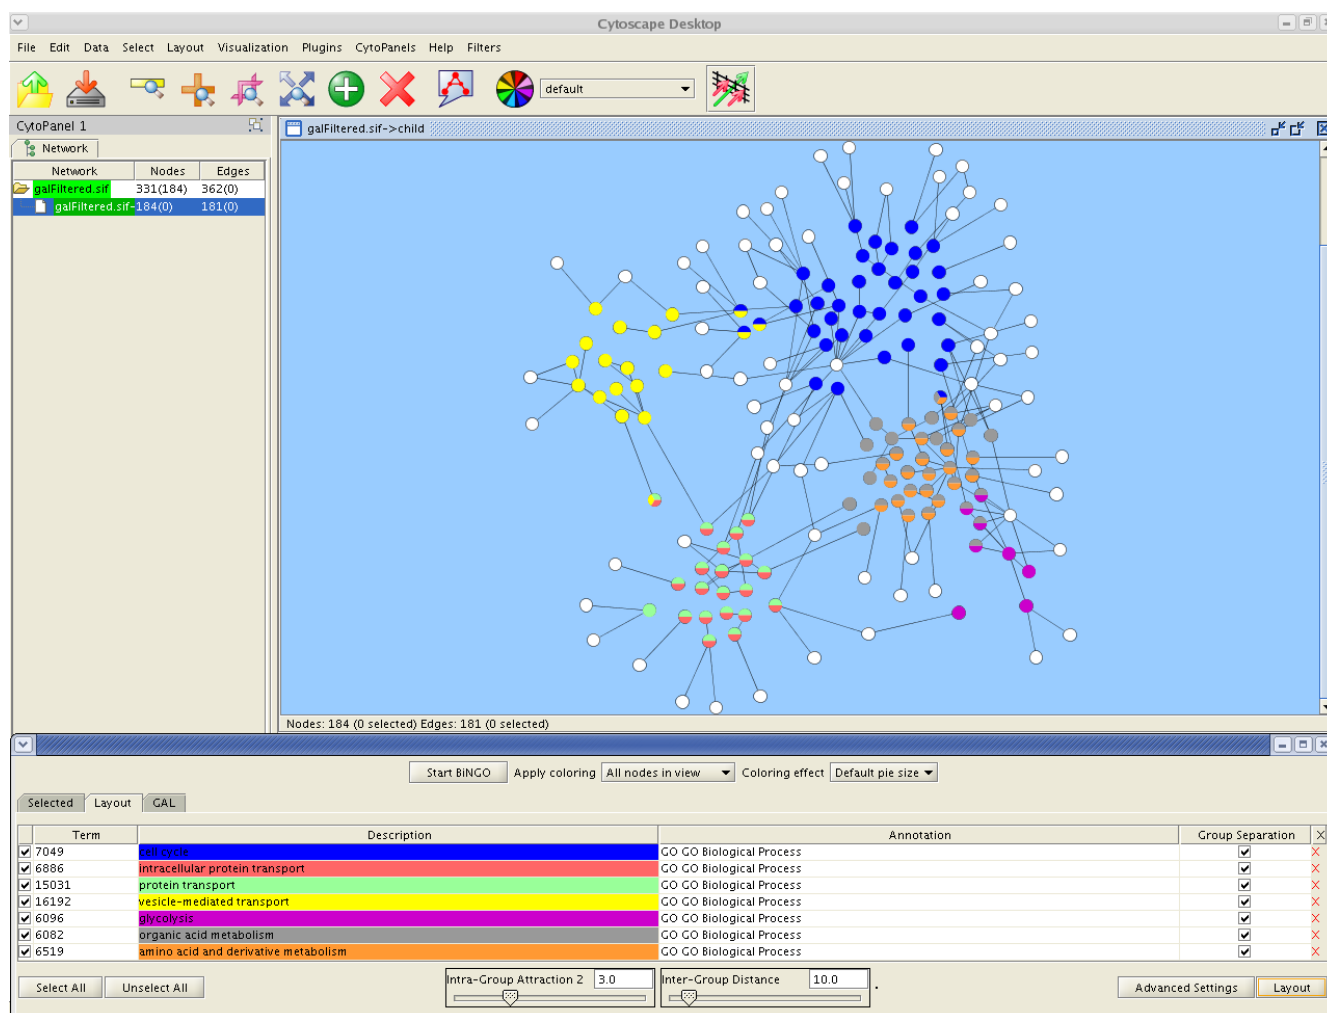 Cytoscape Desktop
File Edit Data Select Layout Visualization Plugins CytoPanels Help Filters
default
CytoPanel 1
galFiltered.sif->child
Network
Network Nodes Edges
galFiltered.sif 331(184) 362(0)
galFiltered.sif- 184(0) 181(0)
Nodes: 184 (0 selected) Edges: 181 (0 selected)
Start BiNGO Apply coloring All nodes in view Coloring effect Default pie size
Selected Layout GAL
Term Description Annotation Group Separation X
7049 cell cycle GO GO Biological Process X
6886 intracellular protein transport GO GO Biological Process X
15031 protein transport GO GO Biological Process X
16192 vesicle-mediated transport GO GO Biological Process X
6096 glycolysis GO GO Biological Process X
6082 organic acid metabolism GO GO Biological Process X
6519 amino acid and derivative metabolism GO GO Biological Process X
Select All Unselect All Intra-Group Attraction 2 3.0 Inter-Group Distance 10.0 . Advanced Settings Layout